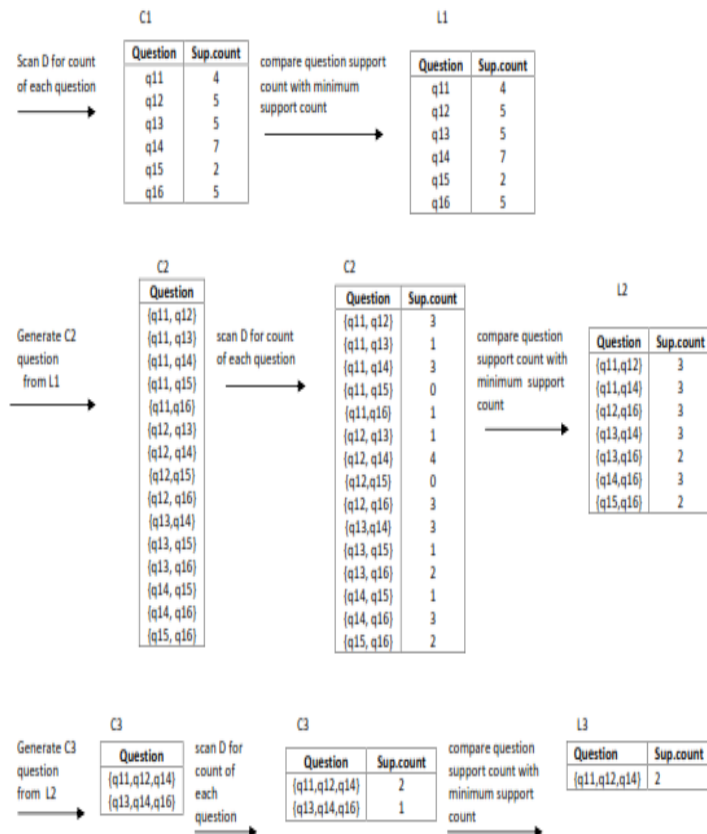 C1
L1
Scan D for count
of each question
Question Sup.count
q11 4
q12 5
q13 5
q14 7
q15 2
q16 5
compare question support
count with minimum
support count
Question Sup.count
q11 4
q12 5
q13 5
q14 7
q15 2
q16 5
C2
C2
L2
Generate C2
question
from L1
Question
{q11, q12}
{q11, q13}
{q11, q14}
{q11, q15}
{q11,q16}
{q12, q13}
{q12, q14}
{q12,q15}
{q12, q16}
{q13,q14}
{q13, q15}
{q13, q16}
{q14, q15}
{q14, q16}
{q15, q16}
scan D for count
of each question
Question Sup.count
{q11, q12} 3
{q11, q13} 1
{q11, q14} 3
{q11, q15} 0
{q11,q16} 1
{q12, q13} 1
{q12, q14} 4
{q12,q15} 0
{q12, q16} 3
{q13,q14} 3
{q13, q15} 1
{q13, q16} 2
{q14, q15} 1
{q14, q16} 3
{q15, q16} 2
compare question
support count with
minimum support
count
Question Sup.count
{q11,q12} 3
{q11,q14} 3
{q12,q16} 3
{q13,q14} 3
{q13,q16} 2
{q14,q16} 3
{q15,q16} 2
C3
C3
L3
Generate C3
question
from L2
Question
{q11,q12,q14}
{q13,q14,q16}
scan D for
count of
each
question
Question Sup.count
{q11,q12,q14} 2
{q13,q14,q16} 1
compare question
support count with
minimum support
count
Question Sup.count
{q11,q12,q14} 2